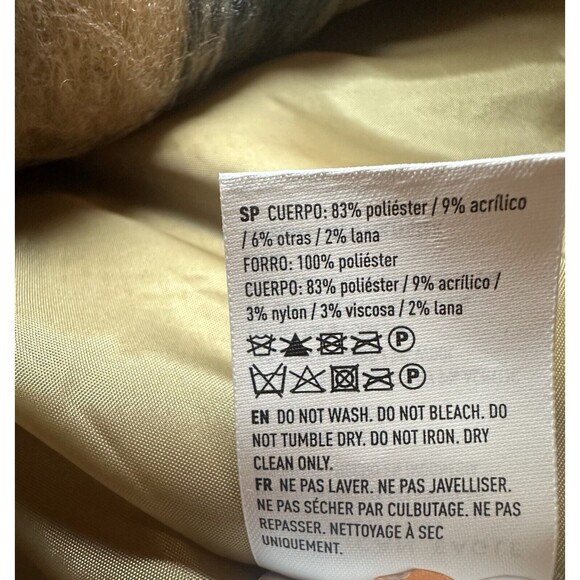 SP CUERPO: 83% poliéster / 9% acrílico
/ 6% otras / 2% lana
FORRO: 100% poliéster
CUERPO: 83% poliéster / 9% acrílico /
3% nylon / 3% viscosa / 2% lana
P
P
EN DO NOT WASH. DO NOT BLEACH. DO
NOT TUMBLE DRY. DO NOT IRON. DRY
CLEAN ONLY.
FR NE PAS LAVER. NE PAS JAVELLISER.
NE PAS SÉCHER PAR CULBUTAGE. NE PAS
REPASSER. NETTOYAGE À SEC
UNIQUEMENT.